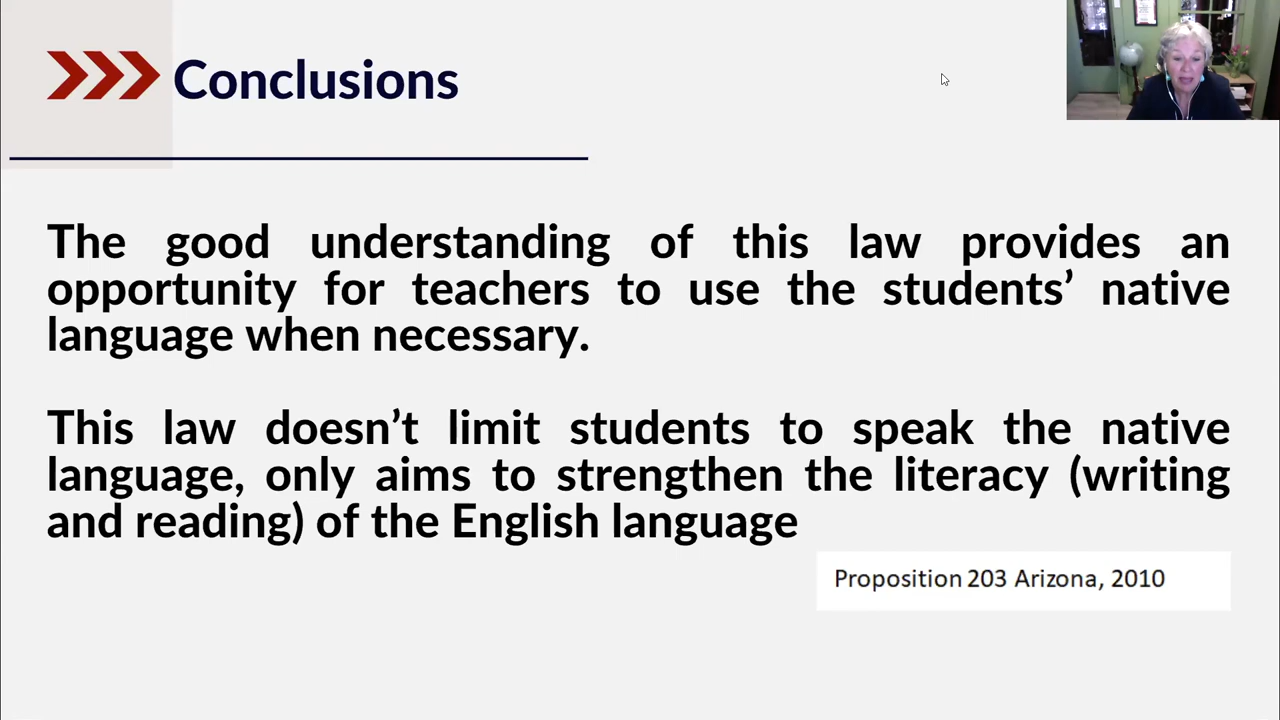 Conclusions
The good understanding of this law provides an
opportunity for teachers to use the students’ native
language when necessary.
This law doesn’t limit students to speak the native
language, only aims to strengthen the literacy (writing
and reading) of the English language
Proposition 203 Arizona, 2010